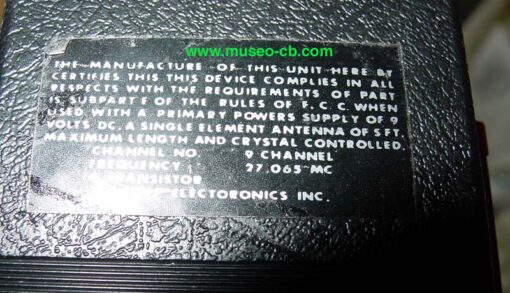 www.museo-cb.com
THE MANUFACTURE OF THIS UNIT HERE BY
CERTIFIES THIS THIS DEVICE COMPLIES IN ALL
RESPECTS WITH THE REQUIREMENTS OF PART
IS SUBPART E OF THE RULES OF F.C.C. WHEN
USED WITH A PRIMARY POWERS SUPPLY OF 9
VOLTS DC, A SINGLE ELEMENT ANTENNA OF 5 FT.
MAXIMUM LENGTH AND CRYSTAL CONTROLLED.
CHANNEL NO. 9 CHANNEL
FREQUENCY 27.065 MC
TRANSISTOR
ELECTORONICS INC.